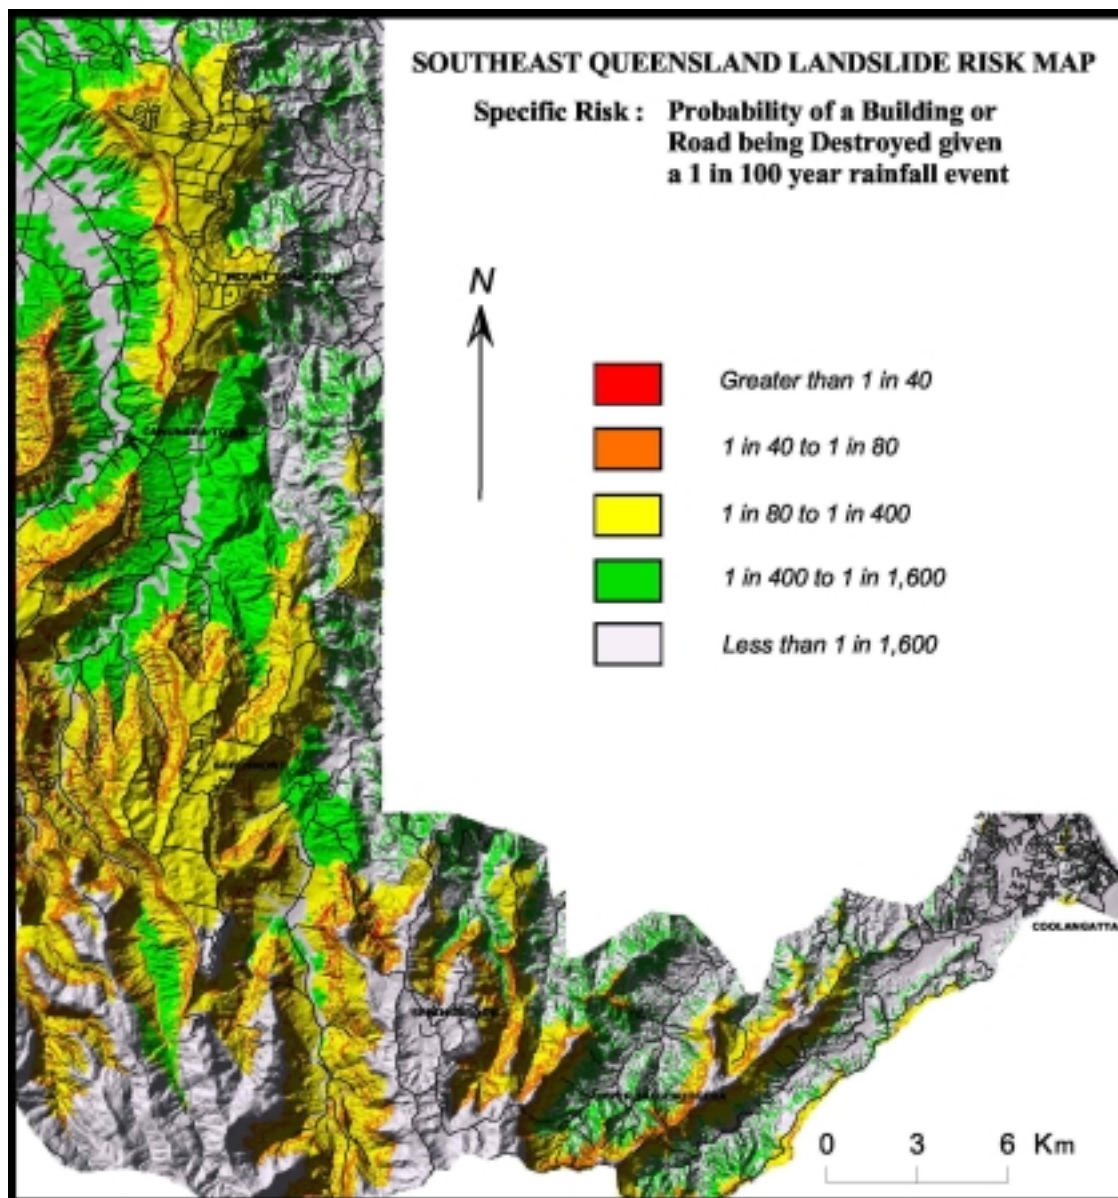 SOUTHEAST QUEENSLAND LANDSLIDE RISK MAP
Specific Risk : Probability of a Building or
Road being Destroyed given
a 1 in 100 year rainfall event
N
Greater than 1 in 40
1 in 40 to 1 in 80
1 in 80 to 1 in 400
1 in 400 to 1 in 1,600
Less than 1 in 1,600
COOLANGATTA
0 3 6 Km